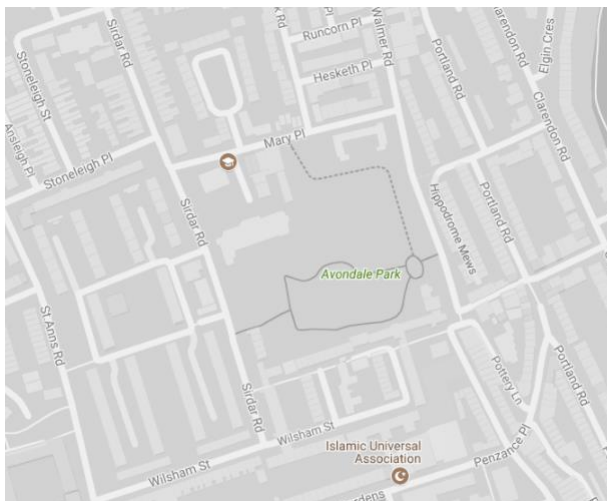 Runcorn Pl
Walmer Rd
Clarendon Rd
Elgin Cres
Sirdar Rd
Stoneleigh St
Hesketh Pl
Portland Rd
Clarendon Rd
Mary Pl
Ansleigh Pl
Stoneleigh Pl
Sirdar Rd
Hippodrome Mews
Portland Rd
Avondale Park
St Anns Rd
Portland Rd
Pottery Ln
Sirdar Rd
Wilsham St
Islamic Universal
Association
Penzance Pl
Wilsham St